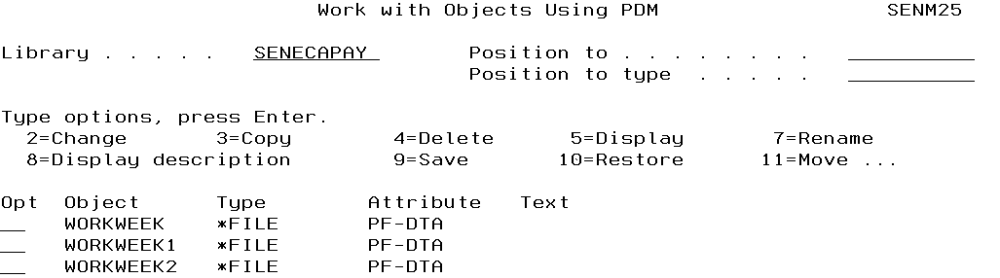 Work with Objects Using PDM SENM25
Library . . . . . SENECAPAY Position to . . . . . . . .
Position to type . . . . .
Type options, press Enter.
2=Change 3=Copy 4=Delete 5=Display 7=Rename
8=Display description 9=Save 10=Restore 11=Move ...
Opt Object Type Attribute Text
WORKWEEK *FILE PF-DTA
WORKWEEK1 *FILE PF-DTA
WORKWEEK2 *FILE PF-DTA